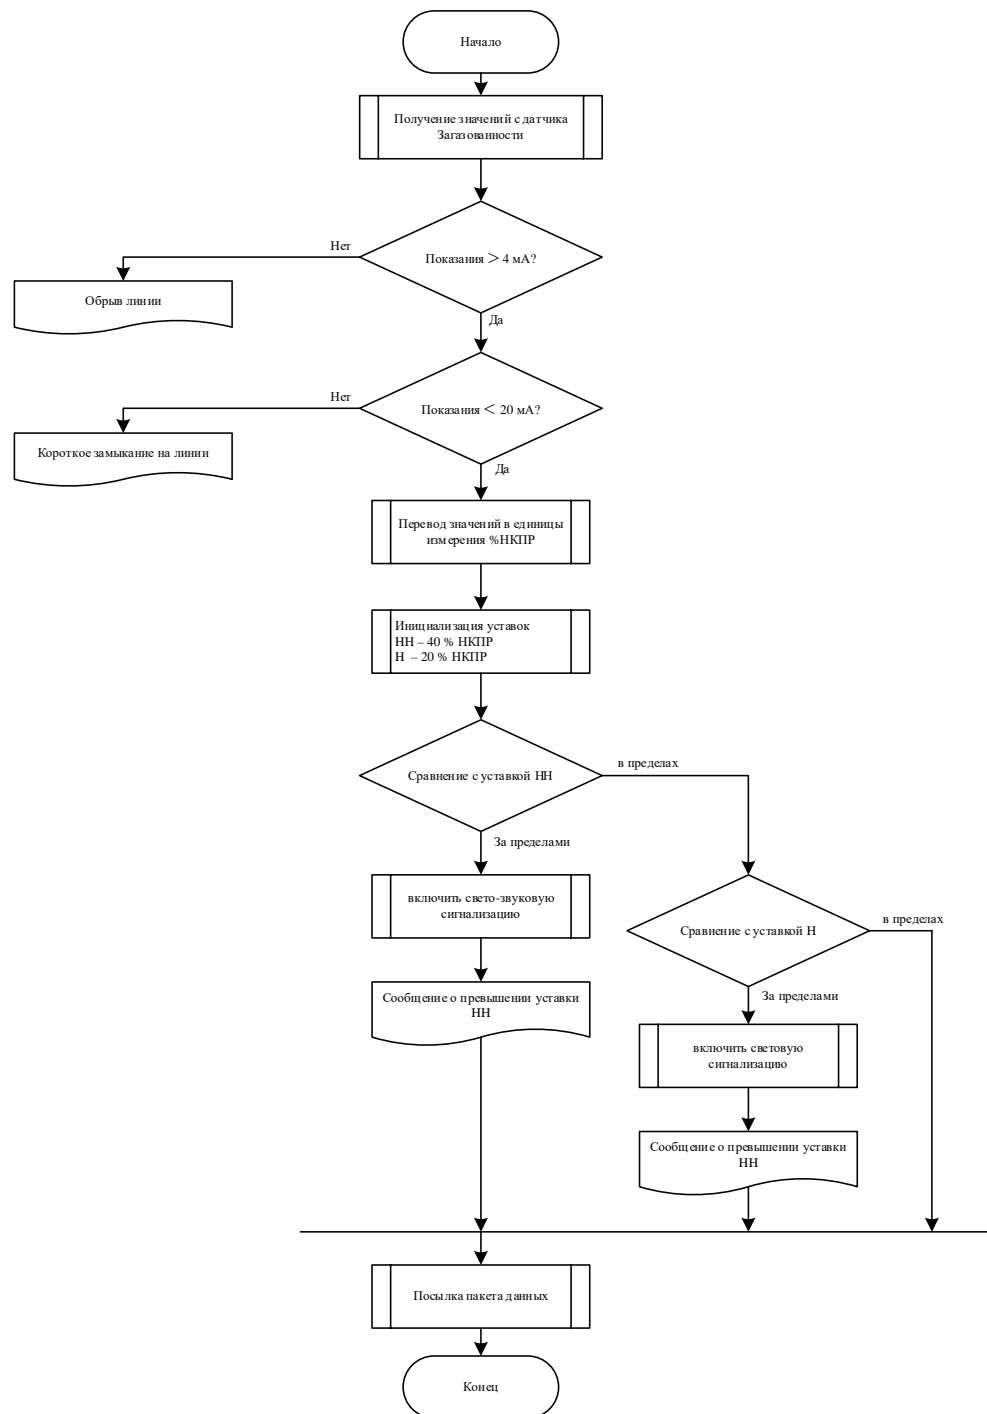 Начало
Получение значений с датчика
Загазованности
Показания > 4 мА?
Нет
Обрыв линии
Да
Показания < 20 мА?
Нет
Короткое замыкание на линии
Да
Перевод значений в единицы
измерения %НКПР
Инициализация уставок
НН – 40 % НКПР
Н – 20 % НКПР
Сравнение с уставкой НН
в пределах
За пределами
включить свето-звуковую
сигнализацию
Сообщение о превышении уставки
НН
Сравнение с уставкой Н
в пределах
За пределами
включить световую
сигнализацию
Сообщение о превышении уставки
НН
Посылка пакета данных
Конец